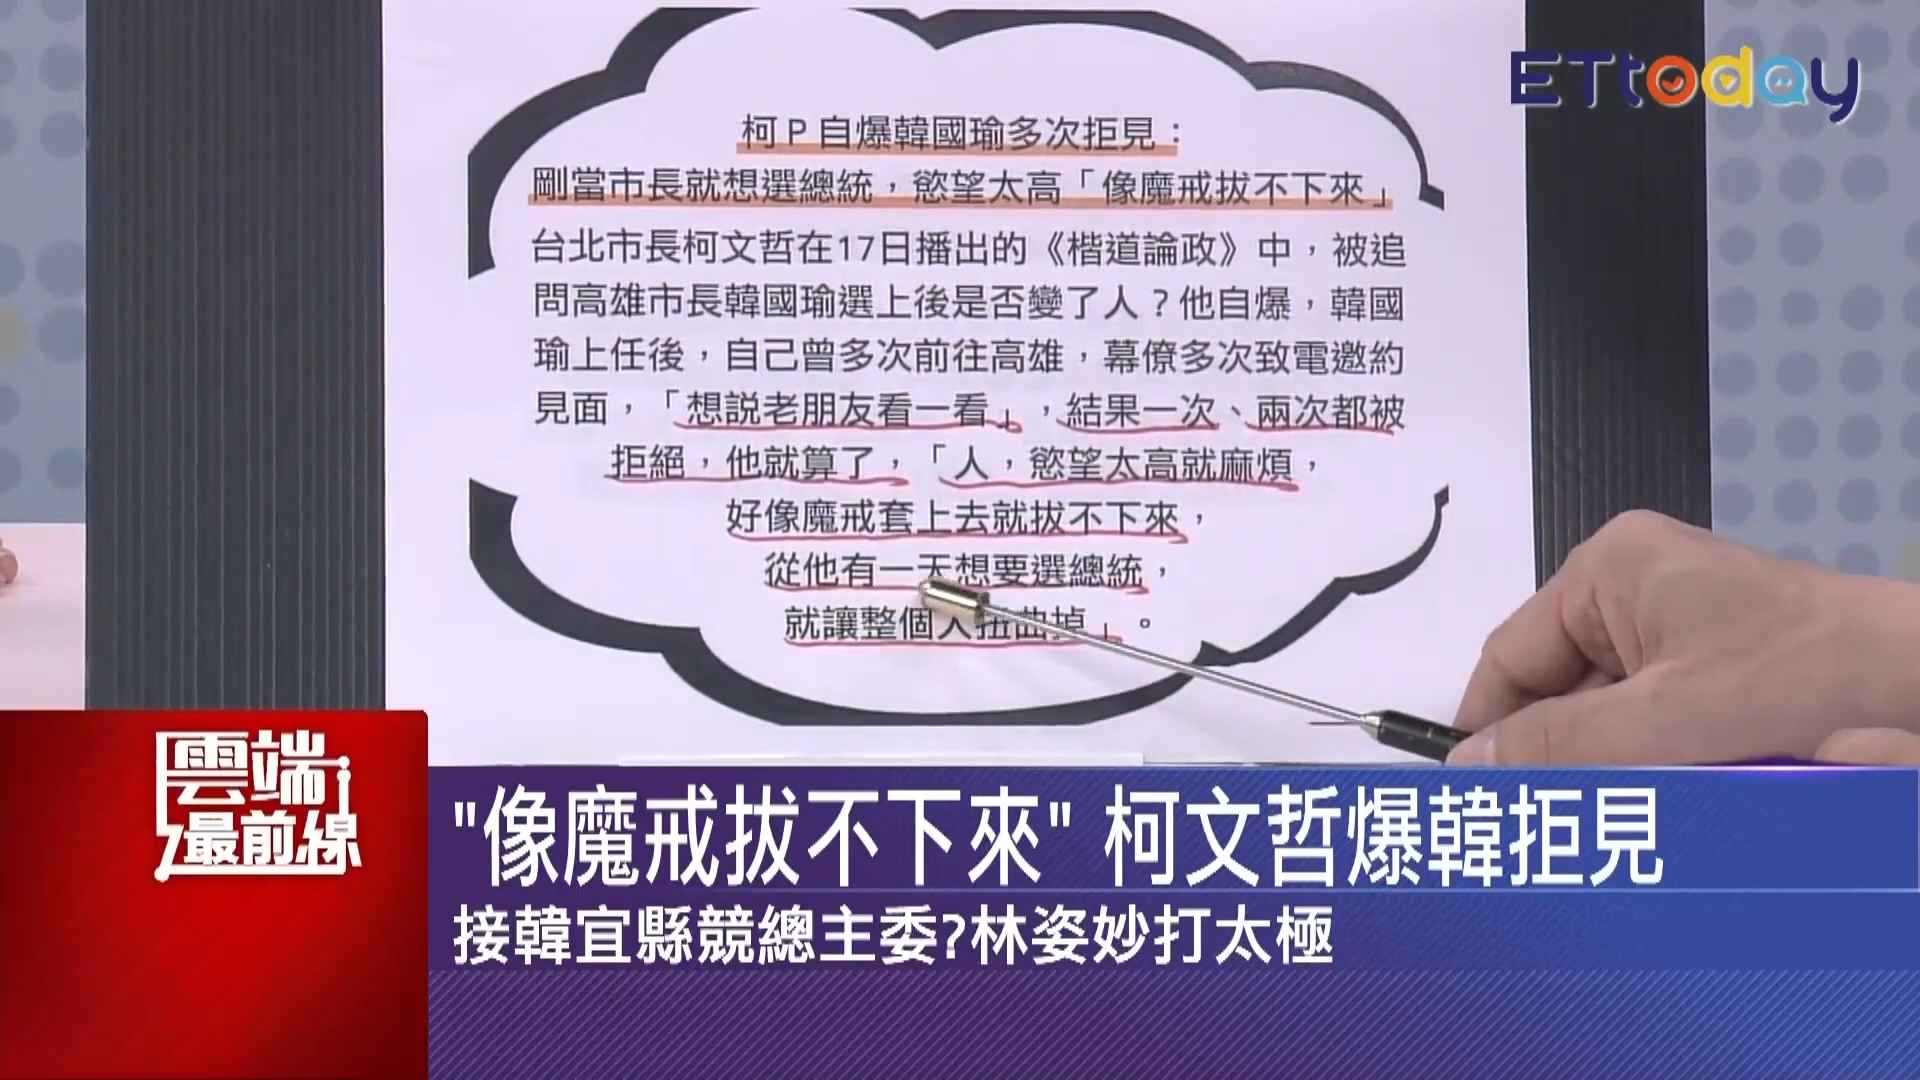 ETtoday
柯P自爆韓國瑜多次拒見：
剛當市長就想選總統，慾望太高「像魔戒拔不下來」
台北市長柯文哲在17日播出的《楷道論政》中，被追
問高雄市長韓國瑜選上後是否變了人？他自爆，韓國
瑜上任後，自己曾多次前往高雄，幕僚多次致電邀約
見面，「想說老朋友看一看」，結果一次、兩次都被
拒絕，他就算了，「人，慾望太高就麻煩，
好像魔戒套上去就拔不下來，
從他有一天想要選總統，
就讓整個人扭曲掉」。
雲端
最前線
"像魔戒拔不下來" 柯文哲爆韓拒見
接韓宜縣競總主委?林姿妙打太極